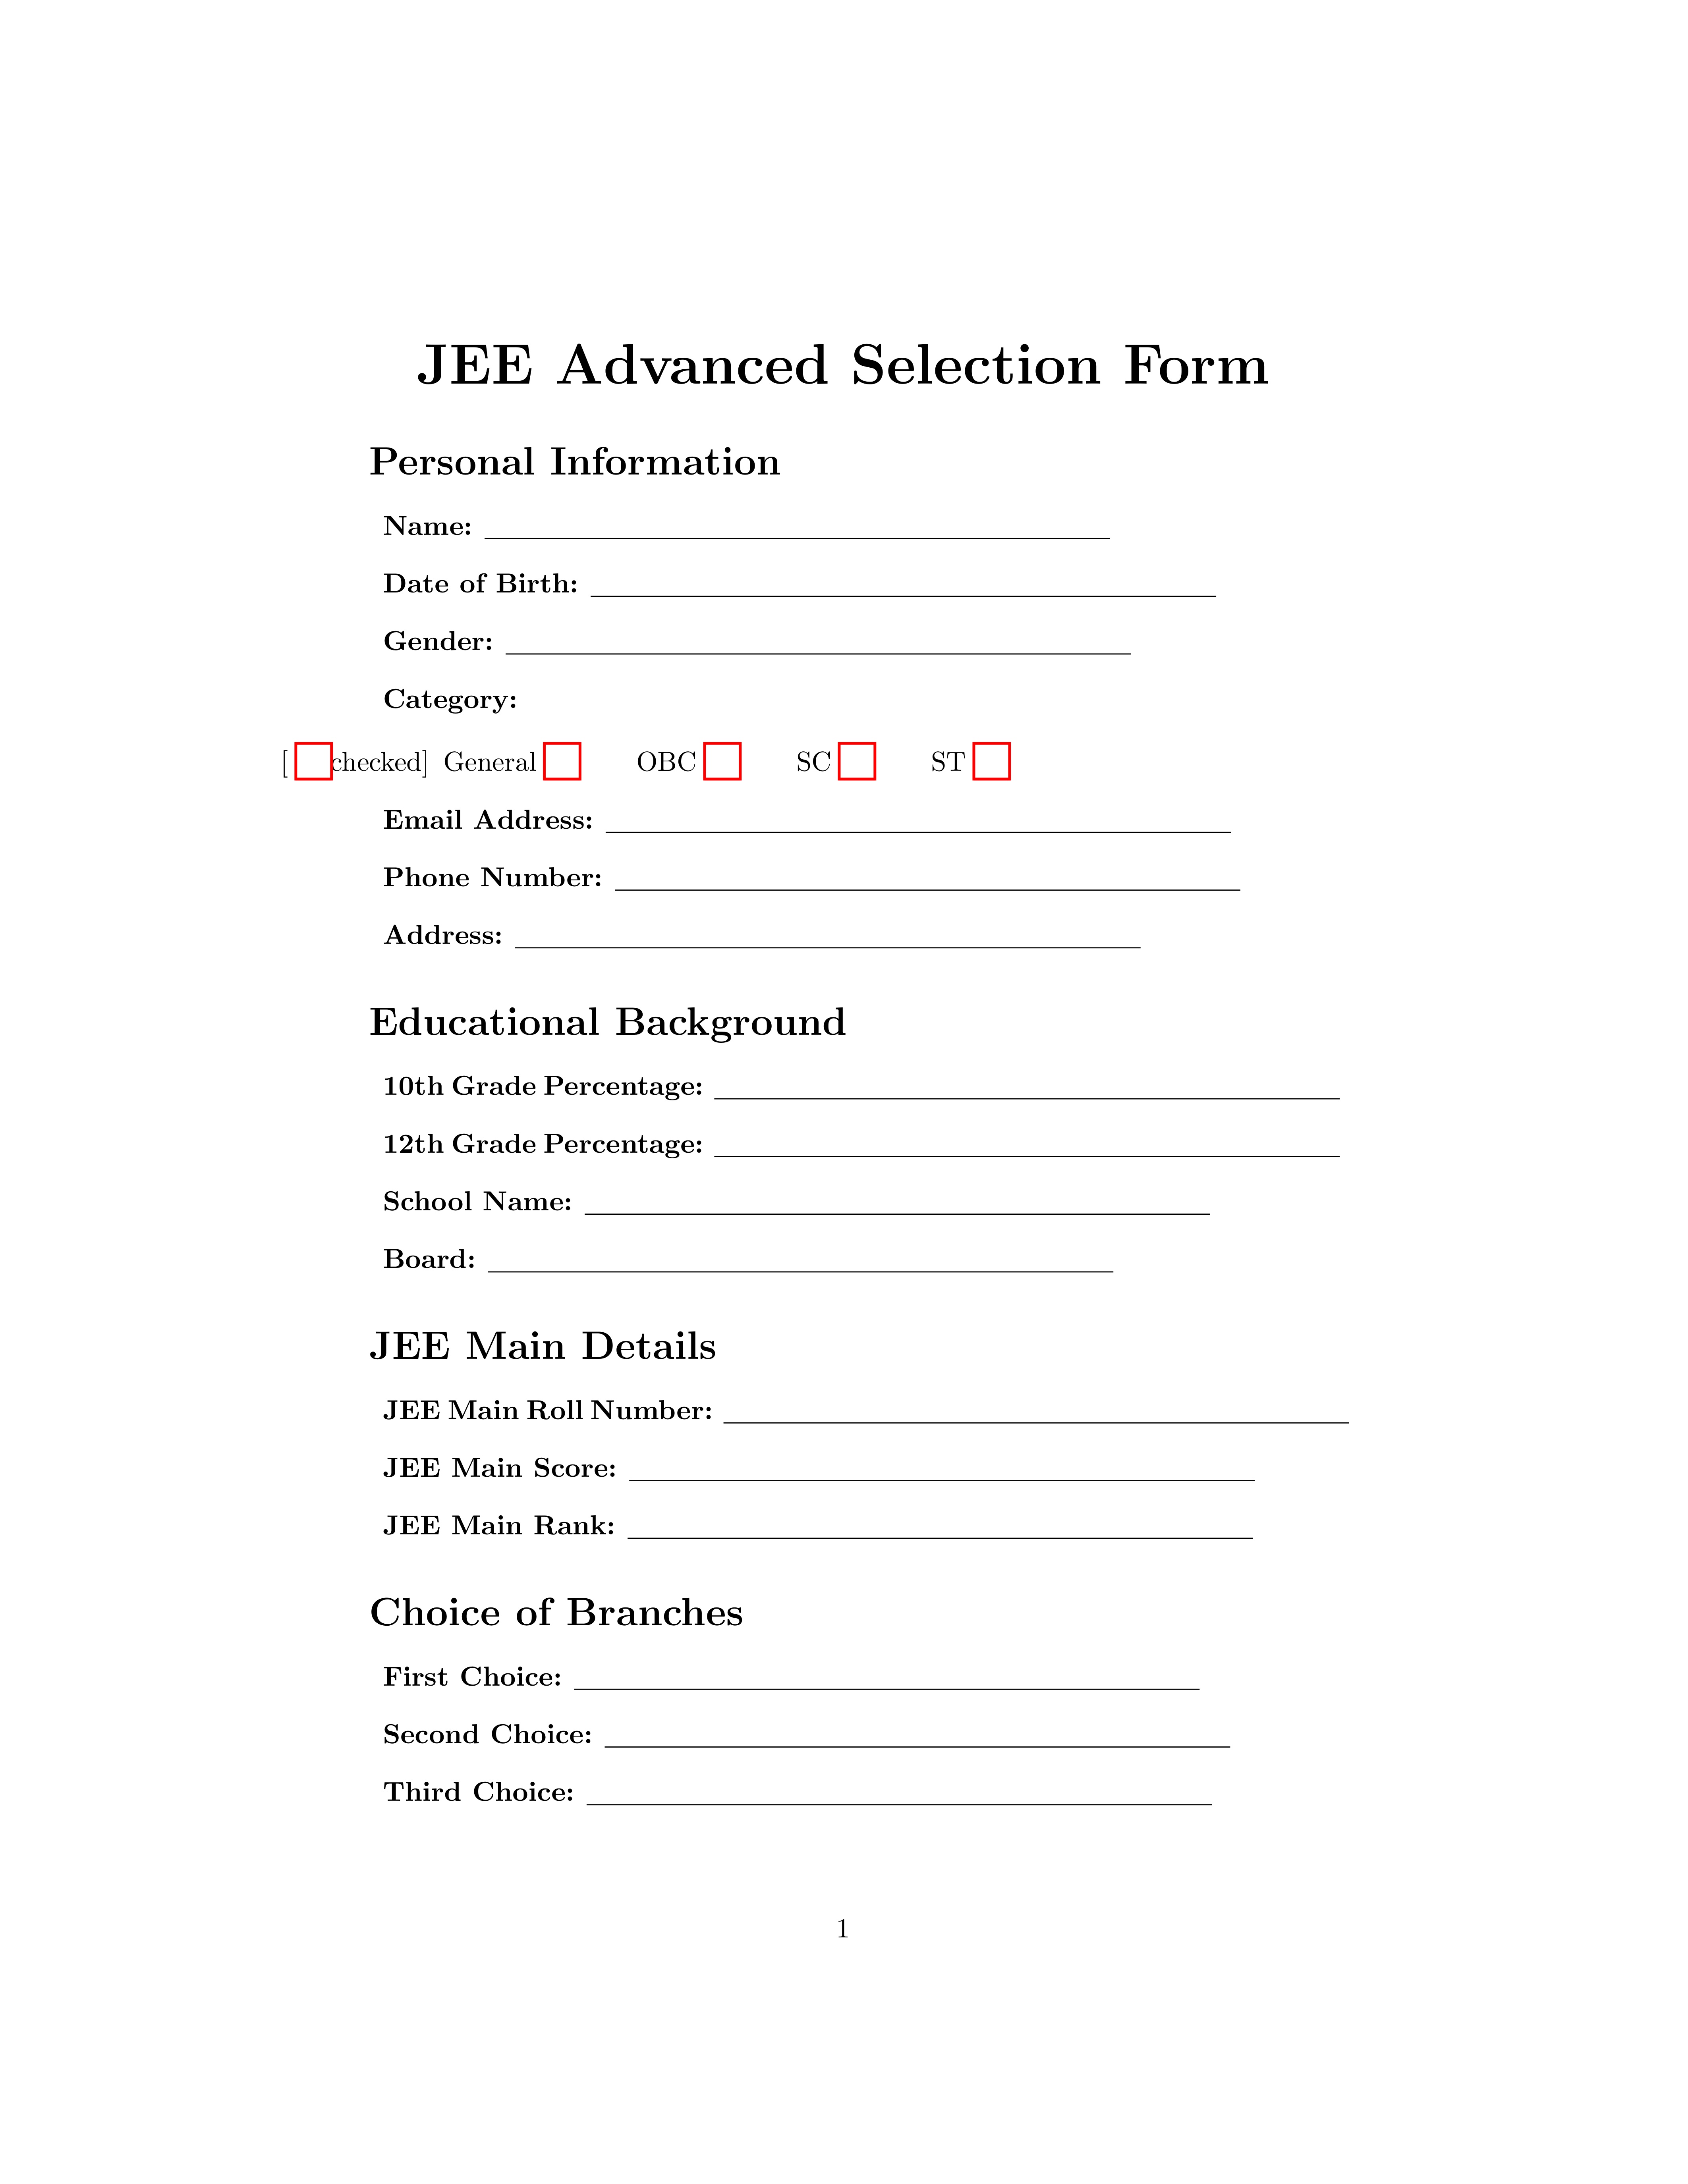 JEE Advanced Selection Form
Personal Information
Name:
Date of Birth:
Gender:
Category:
[ checked] General OBC SC ST
Email Address:
Phone Number:
Address:
Educational Background
10th Grade Percentage:
12th Grade Percentage:
School Name:
Board:
JEE Main Details
JEE Main Roll Number:
JEE Main Score:
JEE Main Rank:
Choice of Branches
First Choice:
Second Choice:
Third Choice:
1